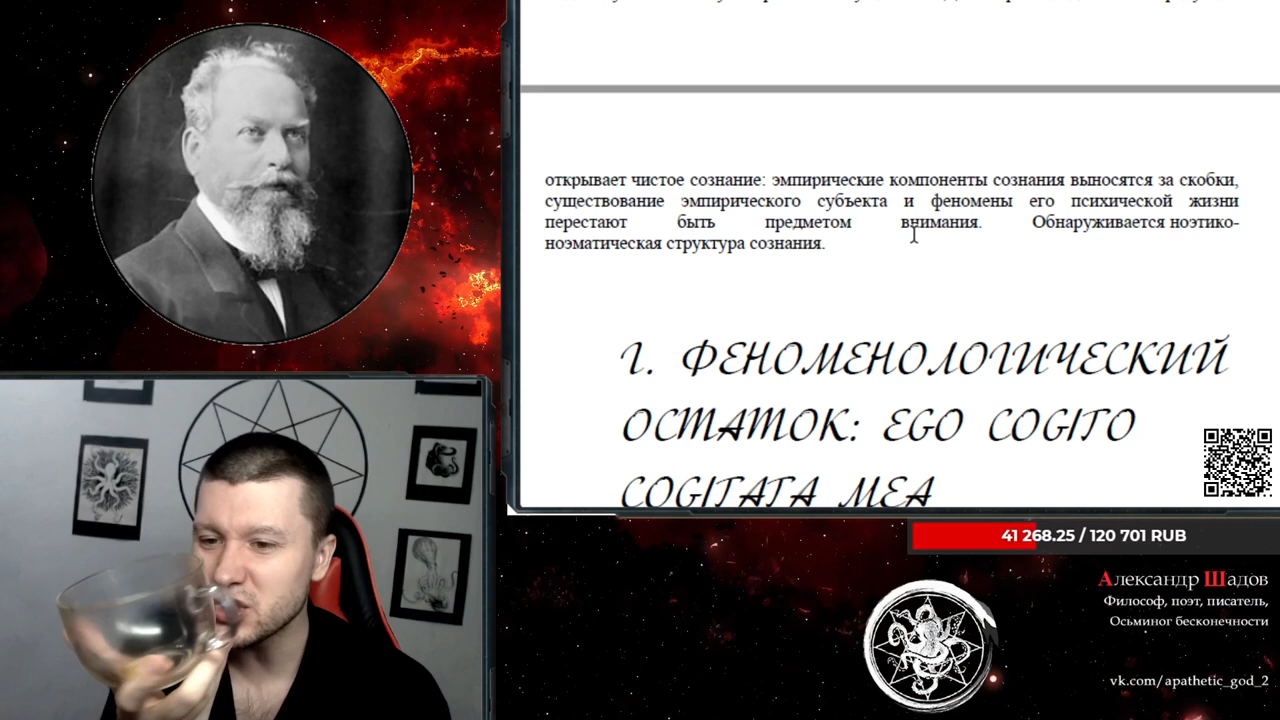 открывает чистое сознание: эмпирические компоненты сознания выносятся за скобки,
существование эмпирического субъекта и феномены его психической жизни
перестают быть предметом внимания. Обнаруживается ноэтико-
ноэматическая структура сознания.
Г. ФЕНОМЕНОЛОГИЧЕСКИЙ
ОСТАТОК: EGO COGITO
COGITATA MEA
41 268.25 / 120 701 RUB
Александр Шадов
Философ, поэт, писатель,
Осьминог бесконечности
vk.com/apathetic_god_2